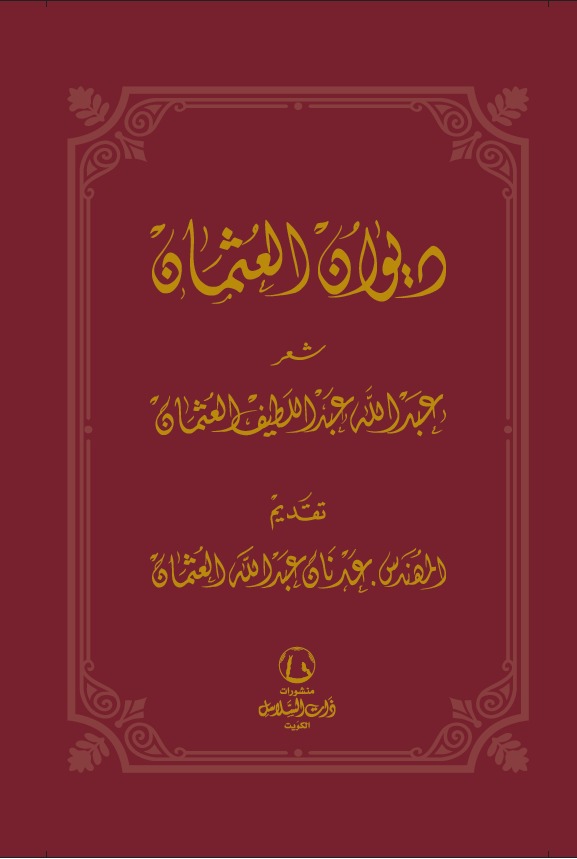 ديوان العثمان
شعر
عبدالله عبداللطيف العثمان
تقديم
المهندس. عدنان عبدالله العثمان
منشورات
ذات السلاسل
الكويت